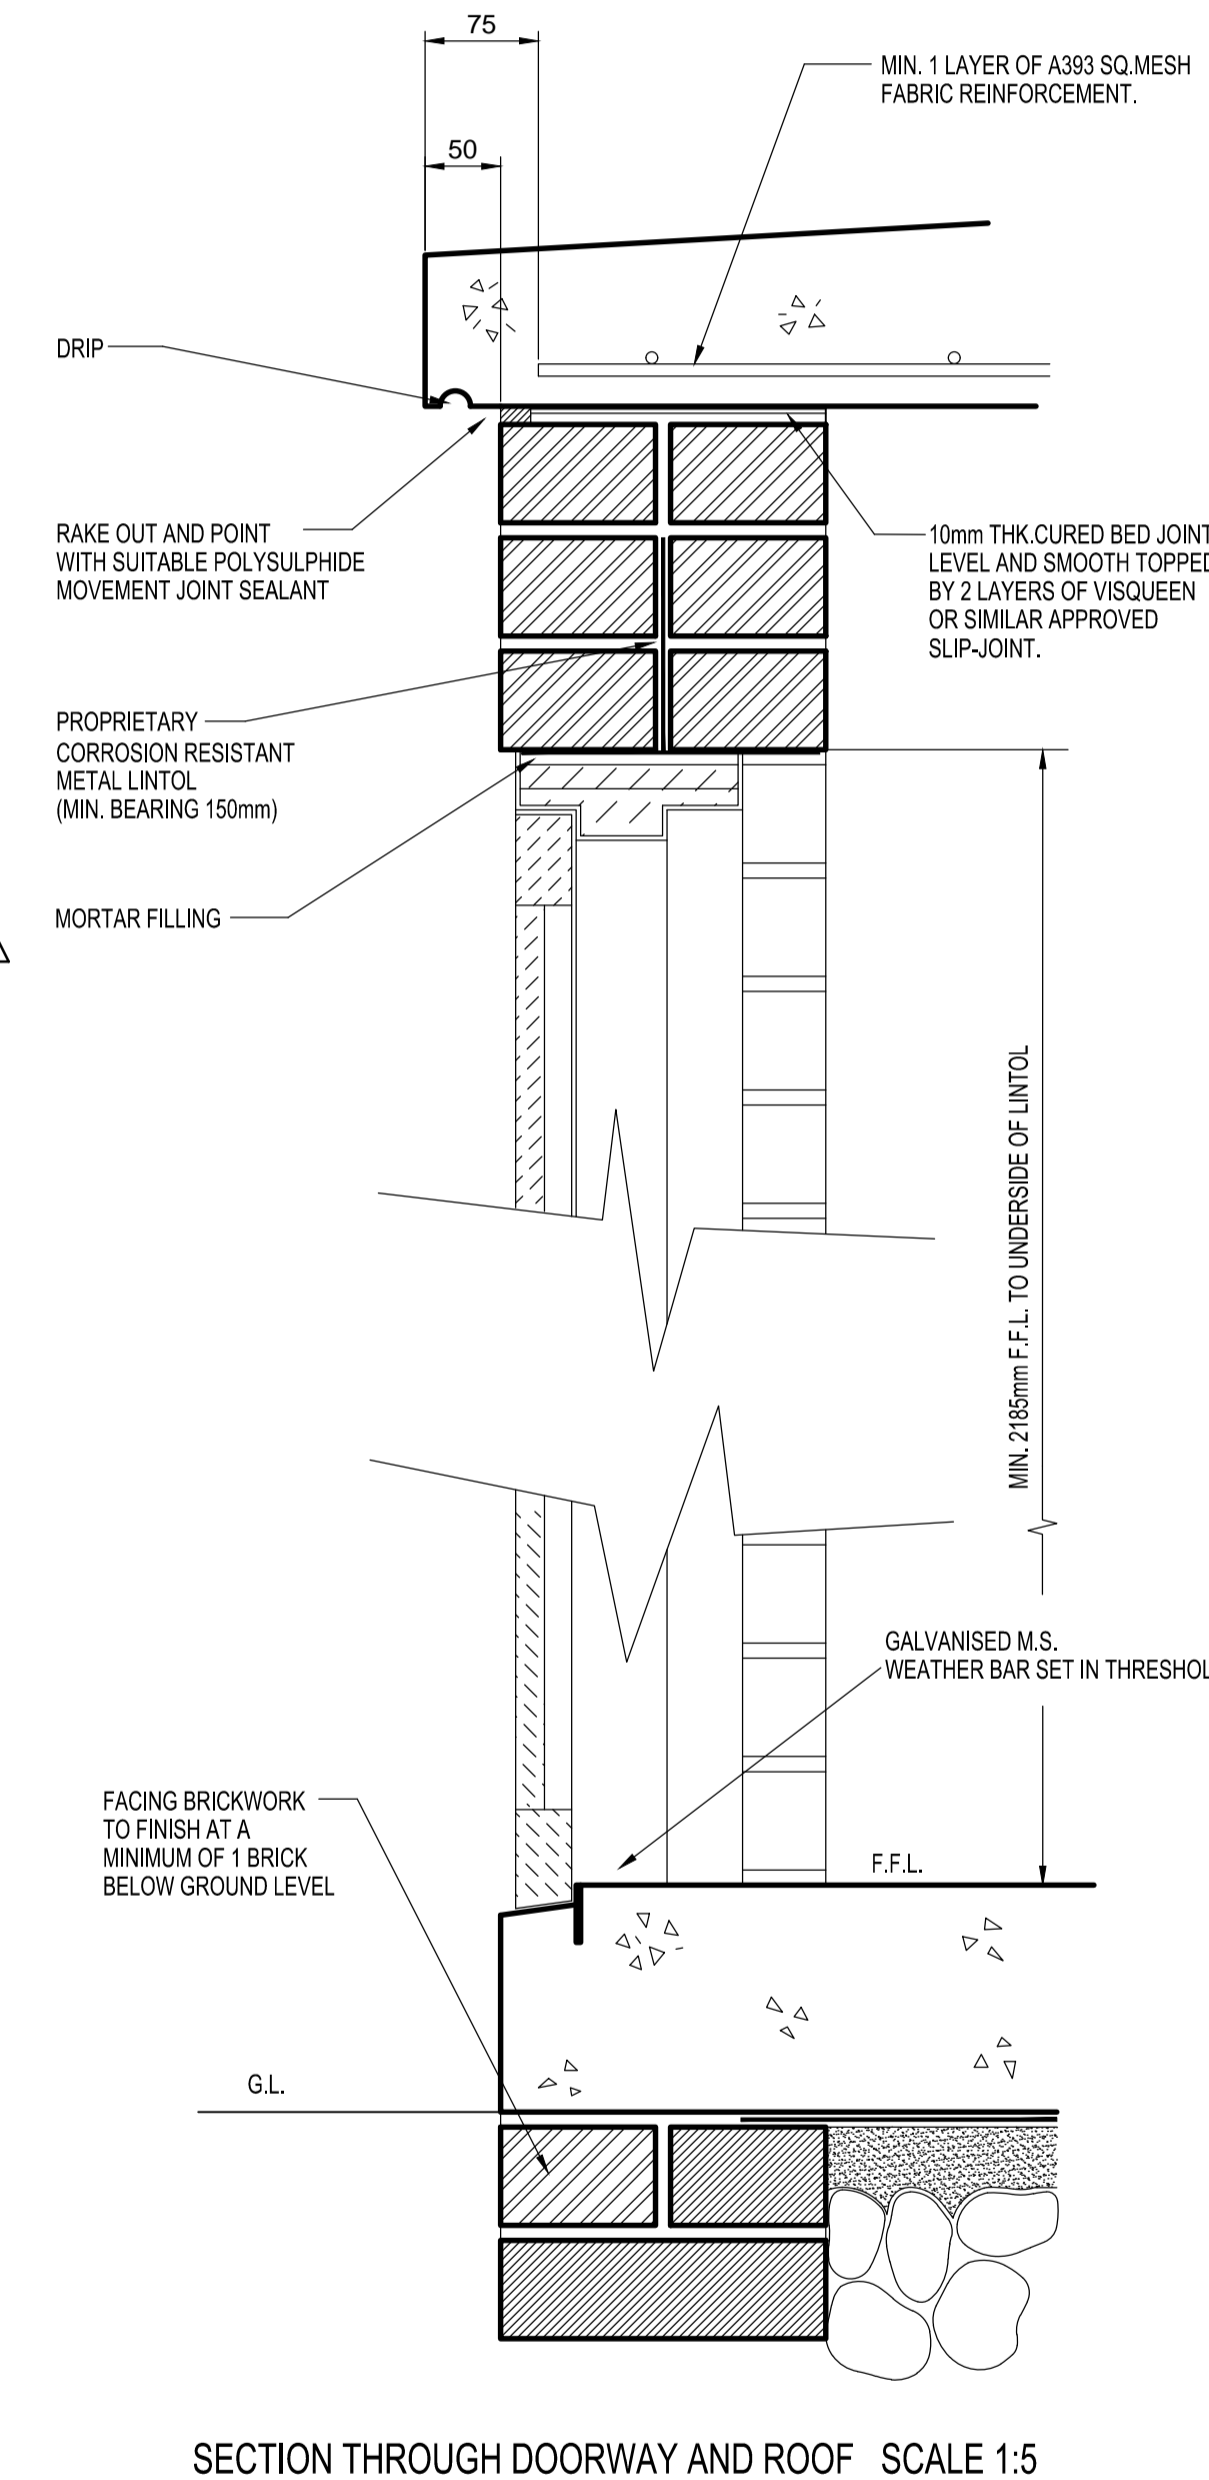 75
MIN. 1 LAYER OF A393 SQ.MESH
FABRIC REINFORCEMENT.
50
DRIP
RAKE OUT AND POINT
WITH SUITABLE POLYSULPHIDE
MOVEMENT JOINT SEALANT
10mm THK.CURED BED JOINT
LEVEL AND SMOOTH TOPPED
BY 2 LAYERS OF VISQUEEN
OR SIMILAR APPROVED
SLIP-JOINT.
PROPRIETARY
CORROSION RESISTANT
METAL LINTOL
(MIN. BEARING 150mm)
MORTAR FILLING
MIN. 2185mm F.F.L. TO UNDERSIDE OF LINTOL
GALVANISED M.S.
WEATHER BAR SET IN THRESHOL
FACING BRICKWORK
TO FINISH AT A
MINIMUM OF 1 BRICK
BELOW GROUND LEVEL
F.F.L.
G.L.
SECTION THROUGH DOORWAY AND ROOF SCALE 1:5